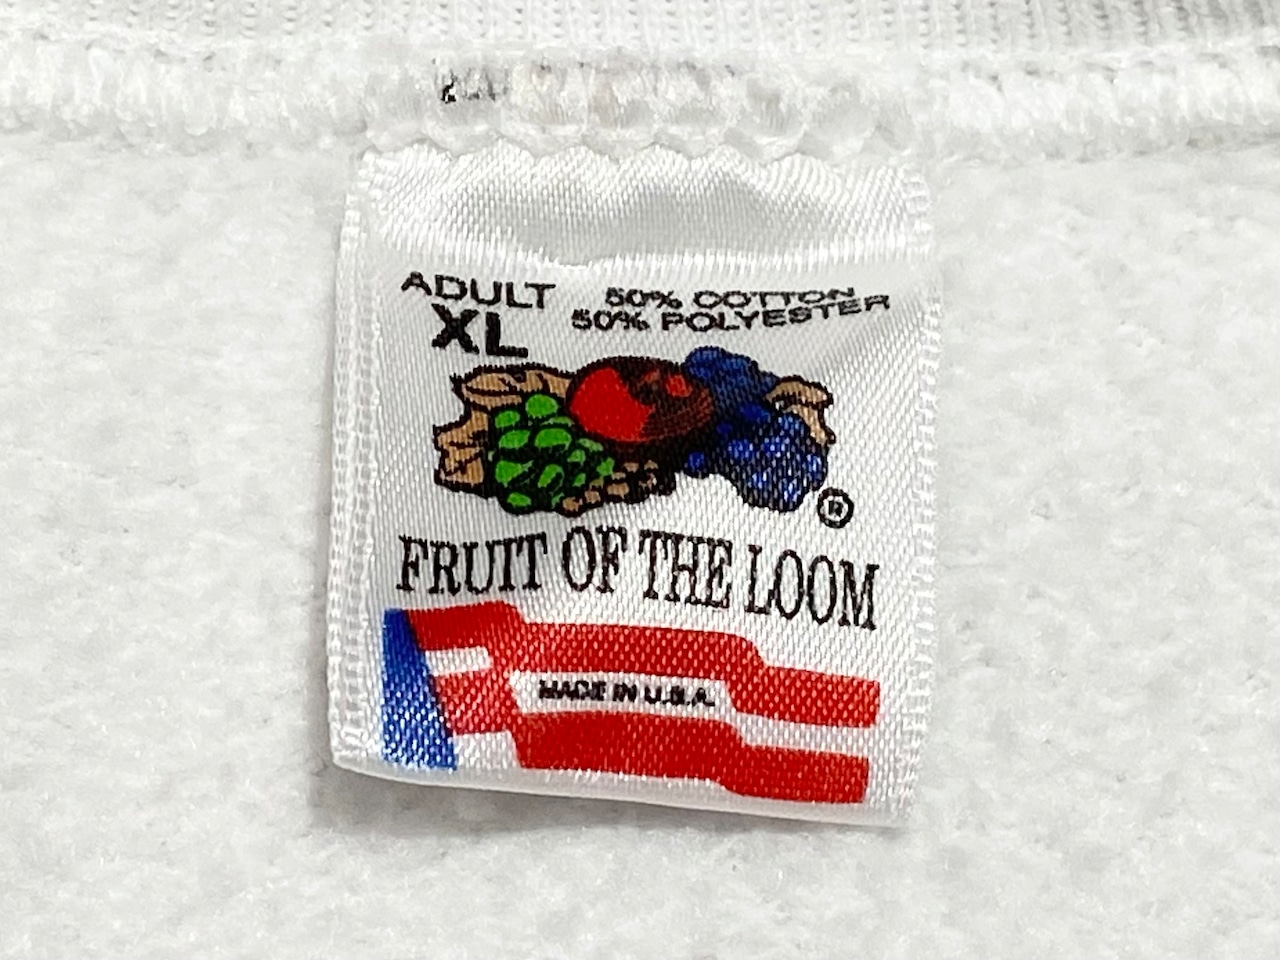 ADULT
XL
50% COTTON
50% POLYESTER
®
FRUIT OF THE LOOM
MADE IN U.S.A.